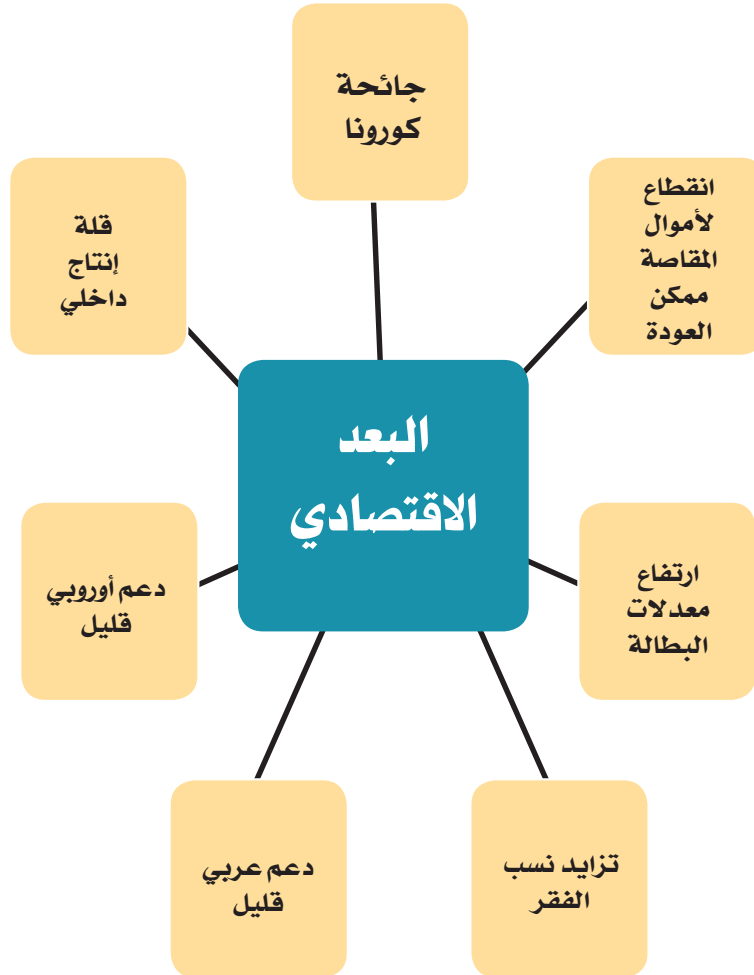 جائحة
كورونا
انقطاع
لأموال
المقاصة
ممكن
العودة
قلة
إنتاج
داخلي
البعد
الاقتصادي
ارتفاع
معدلات
البطالة
دعم أوروبي
قليل
تزايد نسب
الفقر
دعم عربي
قليل